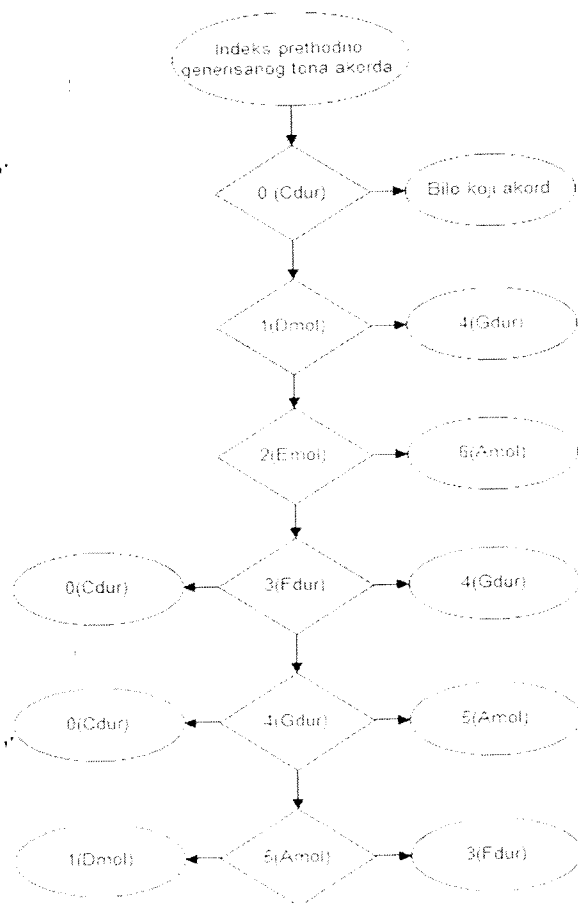 Indeks prethodno
generisanog tona akorda
0 (Cdur)
Bilo koji akord
1(Dmol)
4(Gdur)
2(Emol)
5(Amol)
0(Cdur)
3(Fdur)
4(Gdur)
0(Cdur)
4(Gdur)
5(Amol)
1(Dmol)
5(Amol)
3(Fdur)